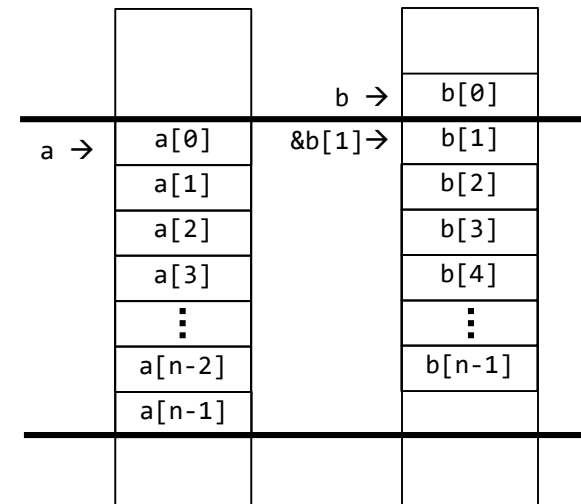 b → b[0]
a → a[0] &b[1]→ b[1]
a[1] b[2]
a[2] b[3]
a[3] b[4]
⋮ ⋮
a[n-2] b[n-1]
a[n-1]